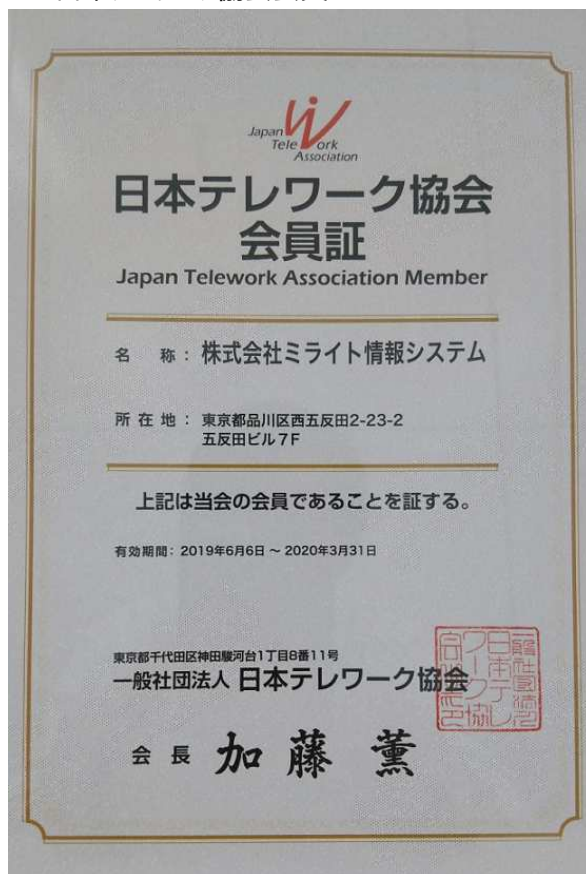 Japan
Tele Work
Association
日本テレワーク協会
会員証
Japan Telework Association Member
名 称：株式会社ミライト情報システム
所 在 地：東京都品川区西五反田2-23-2
五反田ビル7F
上記は当会の会員であることを証する。
有効期間：2019年6月6日 ～ 2020年3月31日
東京都千代田区神田駿河台1丁目8番11号
一般社団法人 日本テレワーク協会
会 長 加 藤 薫